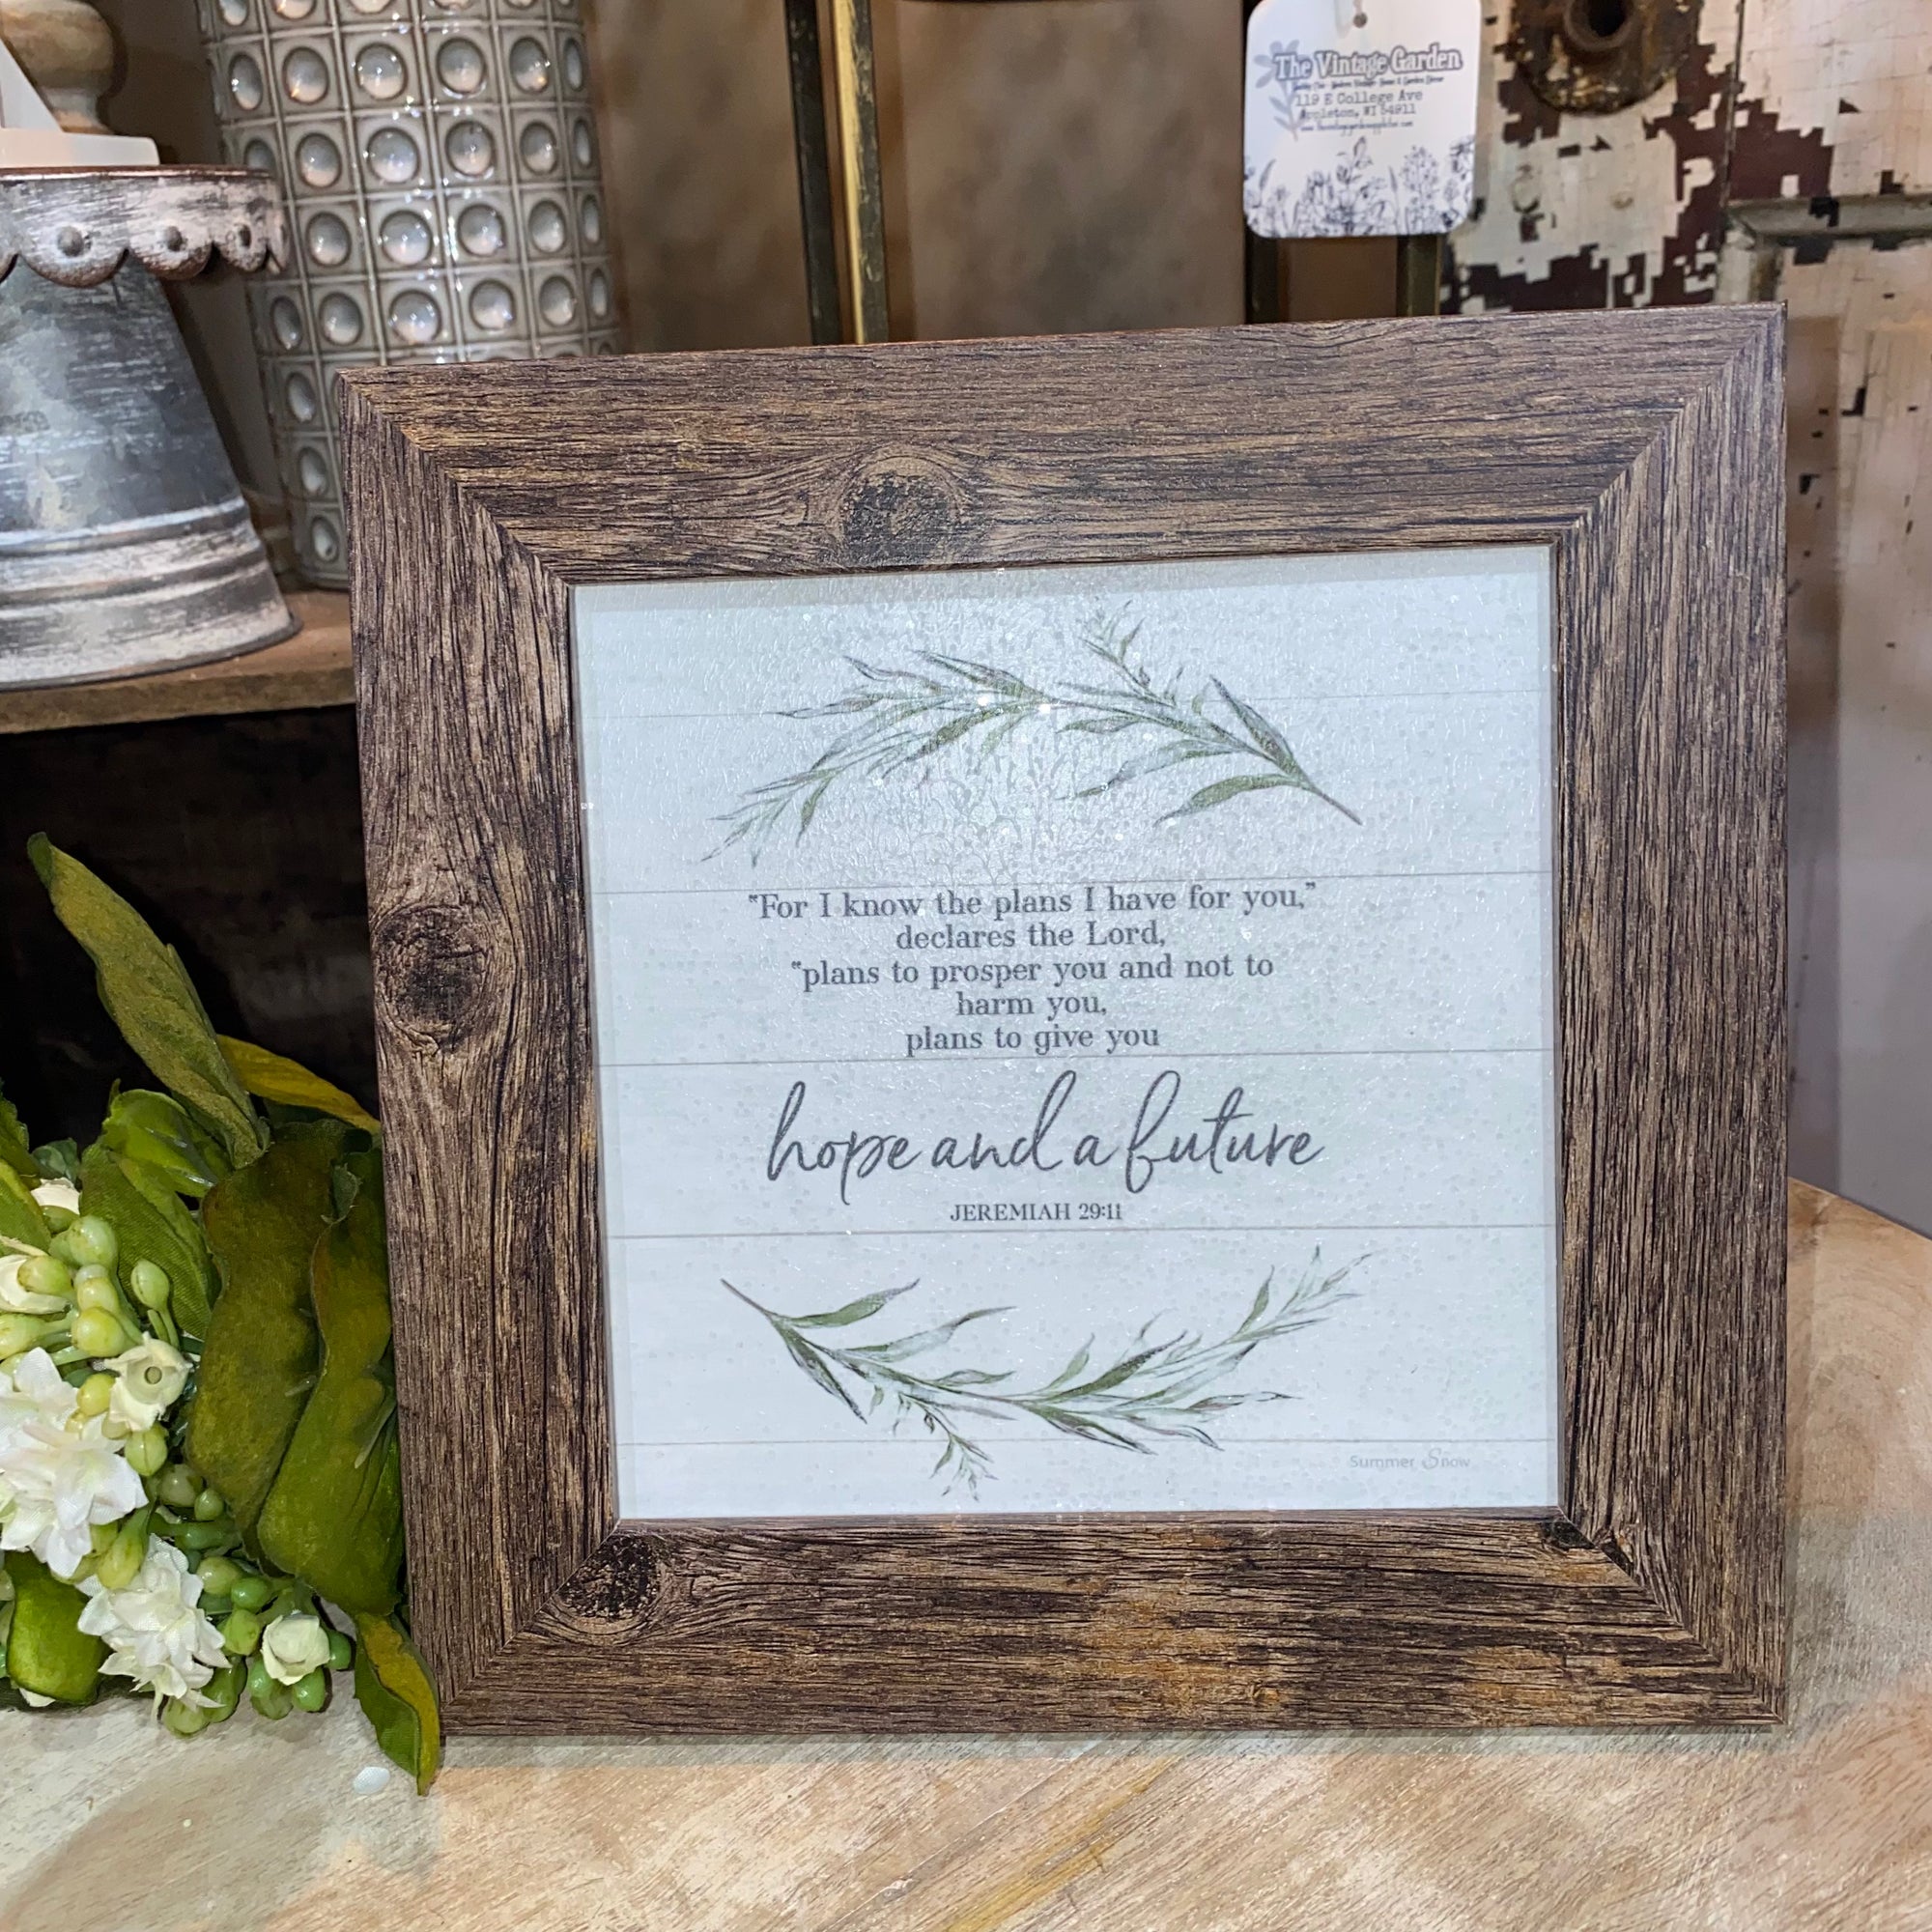 The Vintage Garden
119 E College Ave
Appleton, WI 54911
"For I know the plans I have for you,"
declares the Lord,
"plans to prosper you and not to
harm you,
plans to give you
hope and a future
JEREMIAH 29:11
Summer Snow